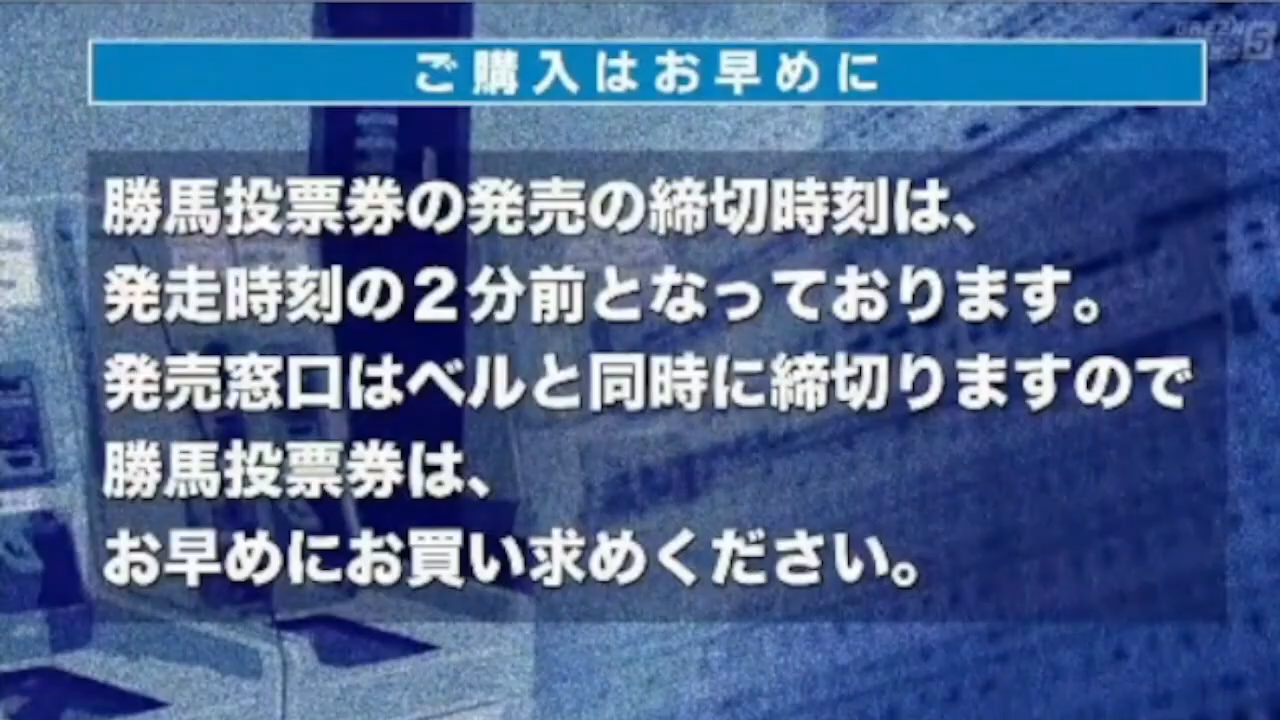 ご購入はお早めに
勝馬投票券の発売の締切時刻は、
発走時刻の２分前となっております。
発売窓口はベルと同時に締切りますので
勝馬投票券は、
お早めにお買い求めください。